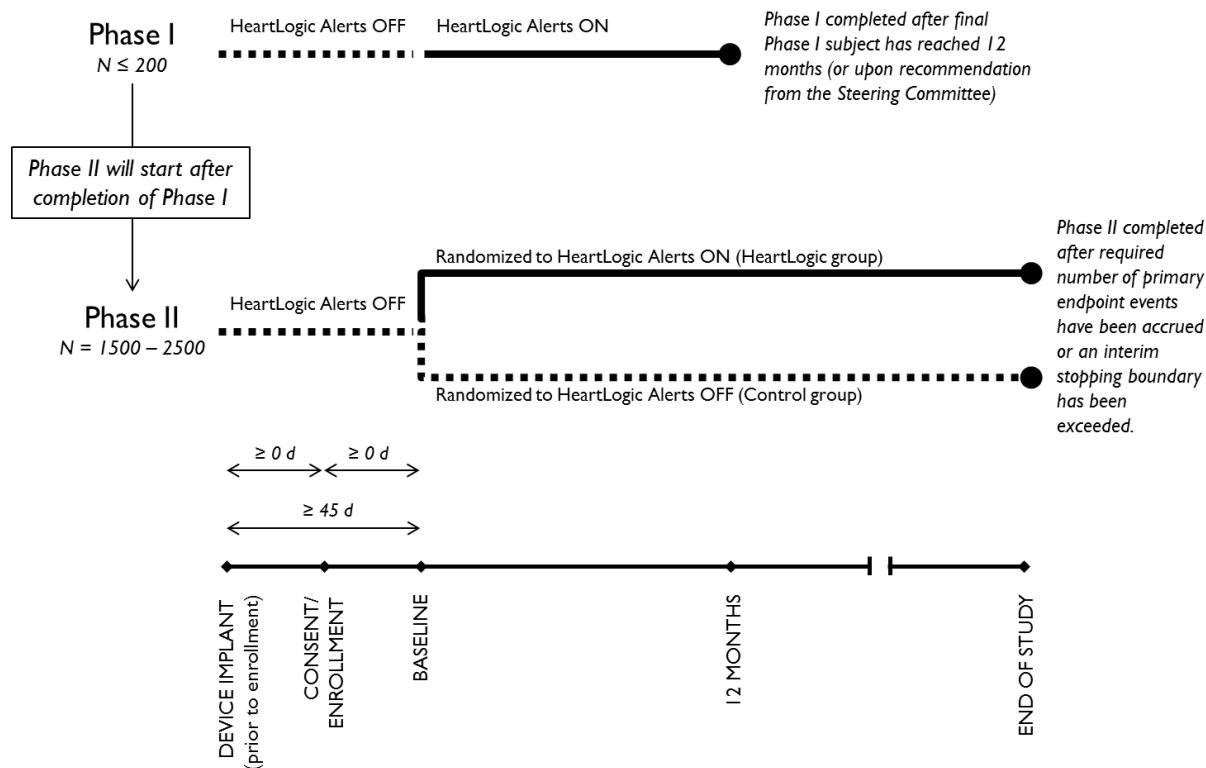 Phase I
N ≤ 200
HeartLogic Alerts OFF
HeartLogic Alerts ON
Phase I completed after final
Phase I subject has reached 12
months (or upon recommendation
from the Steering Committee)
Phase II will start after
completion of Phase I
Phase II
N = 1500 – 2500
HeartLogic Alerts OFF
Randomized to HeartLogic Alerts ON (HeartLogic group)
Randomized to HeartLogic Alerts OFF (Control group)
Phase II completed
after required
number of primary
endpoint events
have been accrued
or an interim
stopping boundary
has been
exceeded.
≥ 0 d
≥ 0 d
≥ 45 d
DEVICE IMPLANT
(prior to enrollment)
CONSENT/
ENROLLMENT
BASELINE
12 MONTHS
END OF STUDY